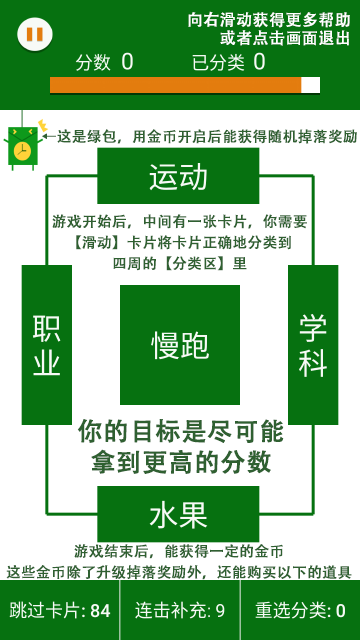 向右滑动获得更多帮助
或者点击画面退出
分数 0
已分类 0
这是绿包，用金币开启后能获得随机掉落奖励
运动
游戏开始后，中间有一张卡片，你需要
【滑动】卡片将卡片正确地分类到
四周的【分类区】里
职业
慢跑
学科
你的目标是尽可能
拿到更高的分数
水果
游戏结束后，能获得一定的金币
这些金币除了升级掉落奖励外，还能购买以下的道具
跳过卡片: 84
连击补充: 9
重选分类: 0